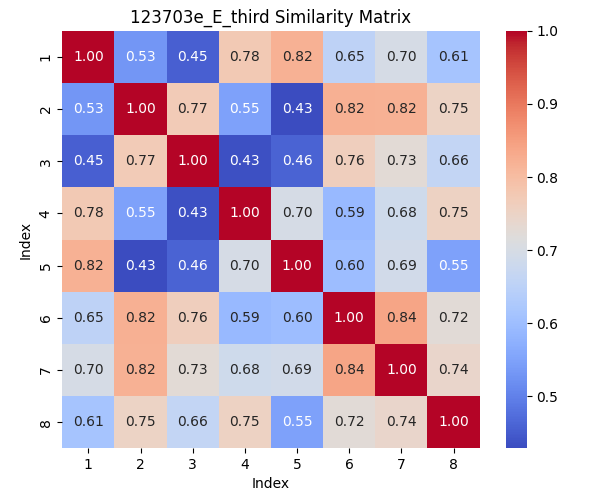 123703e_E_third Similarity Matrix
Index
1 1.00 0.53 0.45 0.78 0.82 0.65 0.70 0.61
2 0.53 1.00 0.77 0.55 0.43 0.82 0.82 0.75
3 0.45 0.77 1.00 0.43 0.46 0.76 0.73 0.66
4 0.78 0.55 0.43 1.00 0.70 0.59 0.68 0.75
5 0.82 0.43 0.46 0.70 1.00 0.60 0.69 0.55
6 0.65 0.82 0.76 0.59 0.60 1.00 0.84 0.72
7 0.70 0.82 0.73 0.68 0.69 0.84 1.00 0.74
8 0.61 0.75 0.66 0.75 0.55 0.72 0.74 1.00
1 2 3 4 5 6 7 8
Index
1.0
0.9
0.8
0.7
0.6
0.5